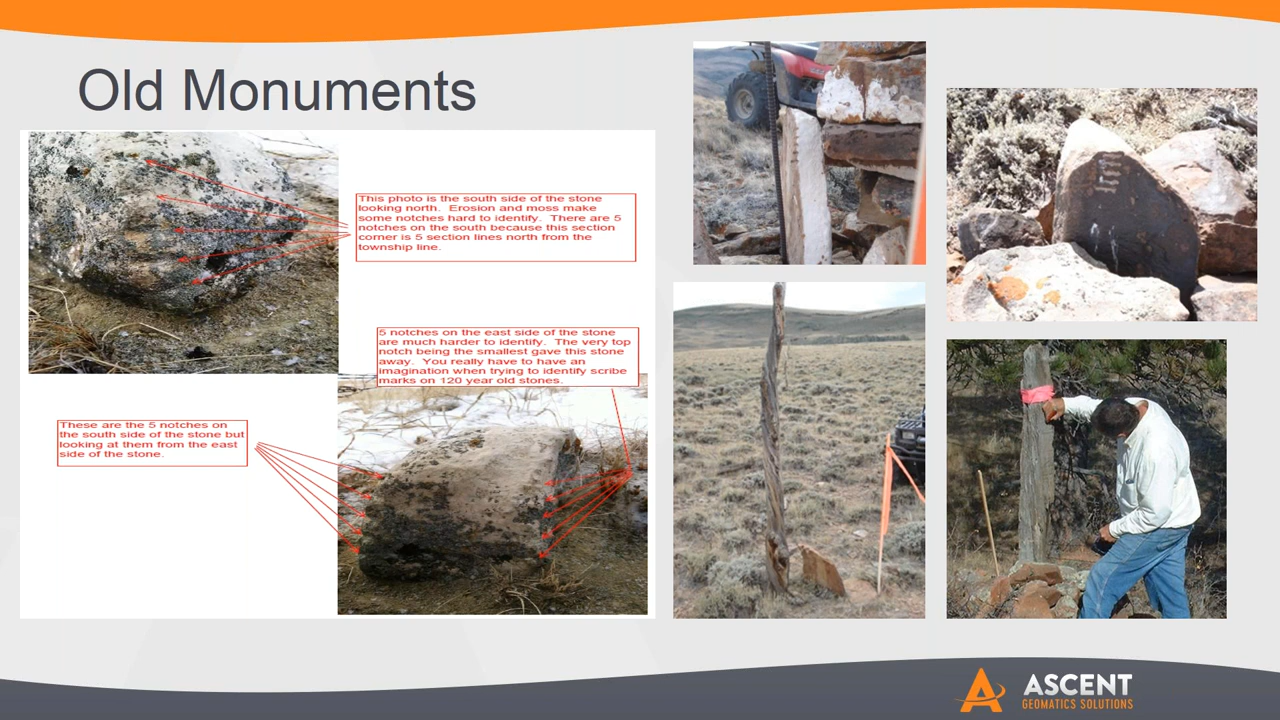 Old Monuments
This photo is the south side of the stone
looking north. Erosion and moss make
some notches hard to identify. There are 5
notches on the south because this section
corner is 5 section lines north from the
township line.
5 notches on the east side of the stone
are much harder to identify. The very top
notch being the smallest gave this stone
away. You really have to have an
imagination when trying to identify scribe
marks on 120 year old stones.
These are the 5 notches on
the south side of the stone but
looking at them from the east
side of the stone.
ASCENT
GEOMATICS SOLUTIONS